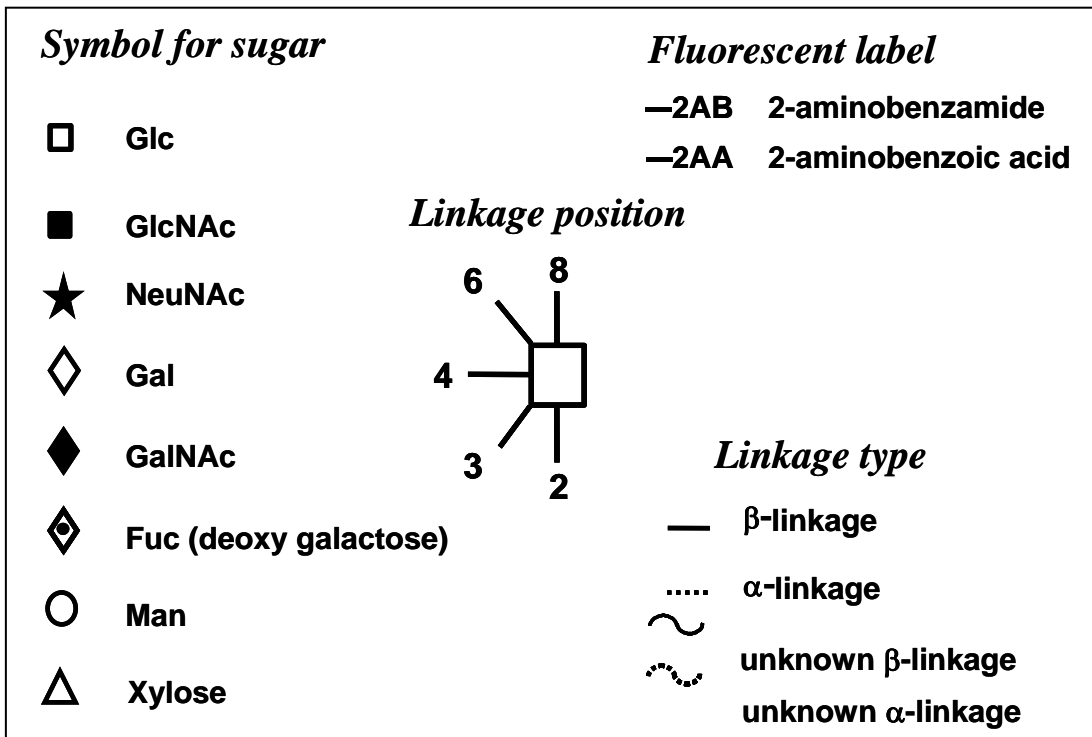 Symbol for sugar
Glc
GlcNAc
NeuNAc
Gal
GalNAc
Fuc (deoxy galactose)
Man
Xylose
Fluorescent label
—2AB 2-aminobenzamide
—2AA 2-aminobenzoic acid
Linkage position
6
8
4
3
2
Linkage type
β-linkage
α-linkage
unknown β-linkage
unknown α-linkage